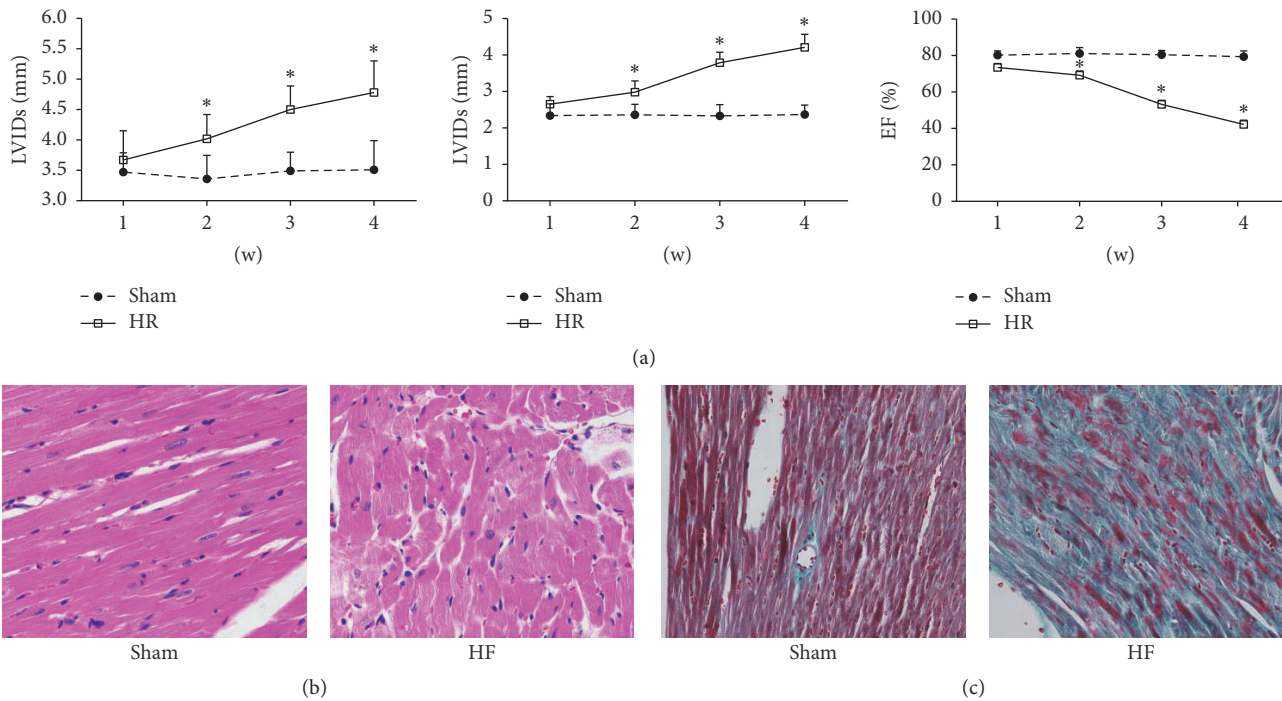 LVIDs (mm)
6.0
5.5
5.0
4.5
4.0
3.5
3.0
* * *
1 2 3 4
(w)
Sham
HR
LVIDs (mm)
5
4
3
2
1
0
* * *
1 2 3 4
(w)
Sham
HR
EF (%)
100
80
60
40
20
0
* * *
1 2 3 4
(w)
Sham
HR
(a)
Sham HF
(b)
Sham HF
(c)